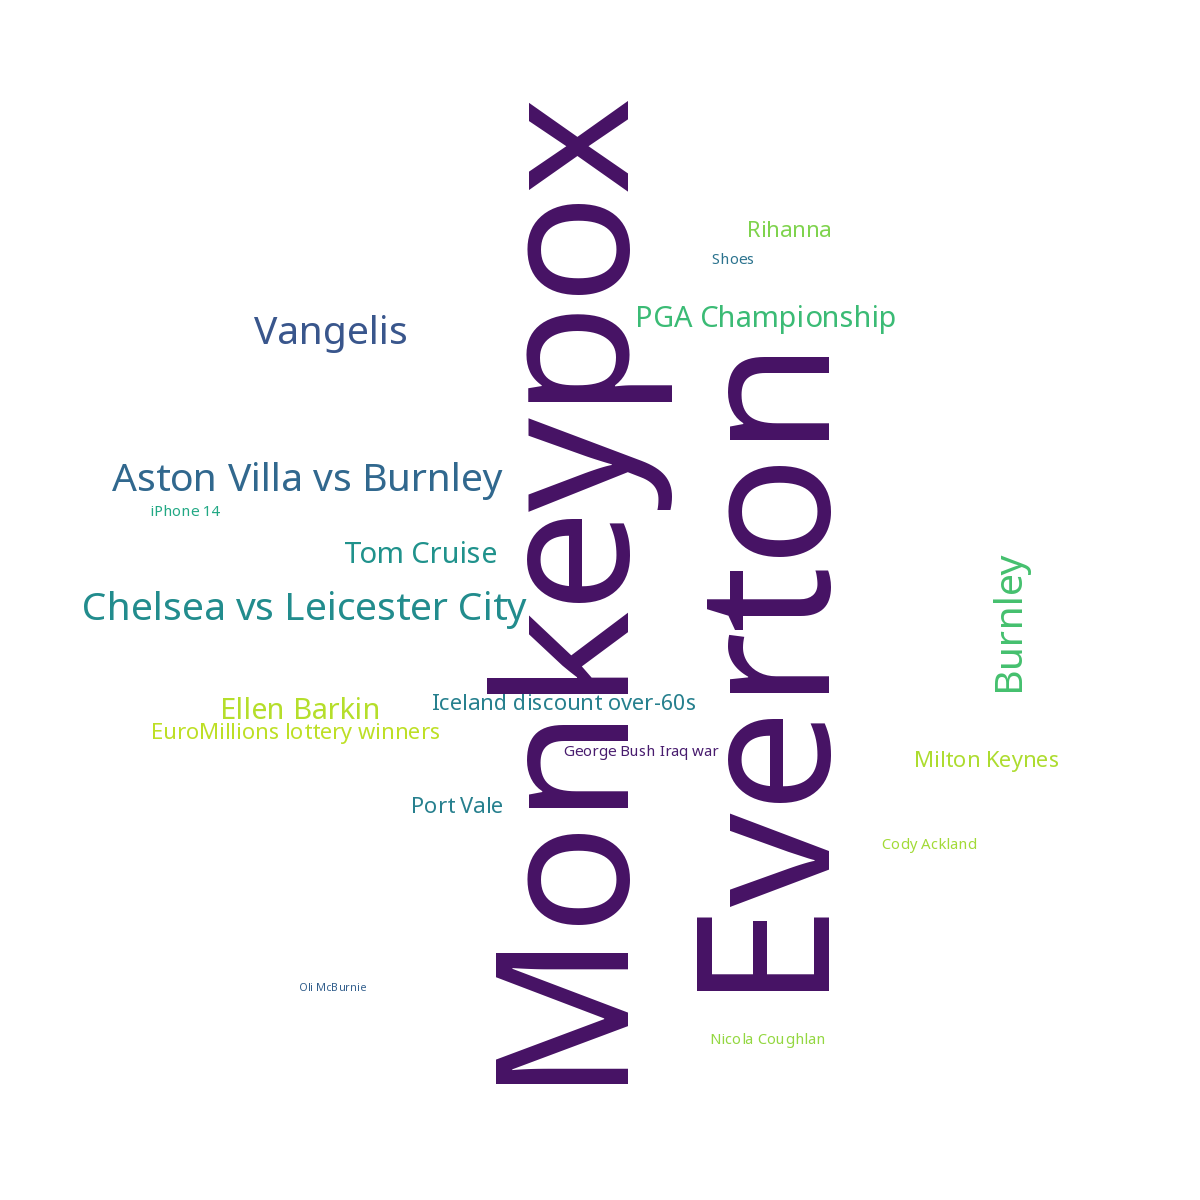 Monkeypox
Rihanna
Shoes
PGA Championship
Vangelis
Everton
Aston Villa vs Burnley
iPhone 14
Tom Cruise
Burnley
Chelsea vs Leicester City
Iceland discount over-60s
Ellen Barkin
EuroMillions lottery winners
George Bush Iraq war
Milton Keynes
Port Vale
Cody Ackland
Oli McBurnie
Nicola Coughlan